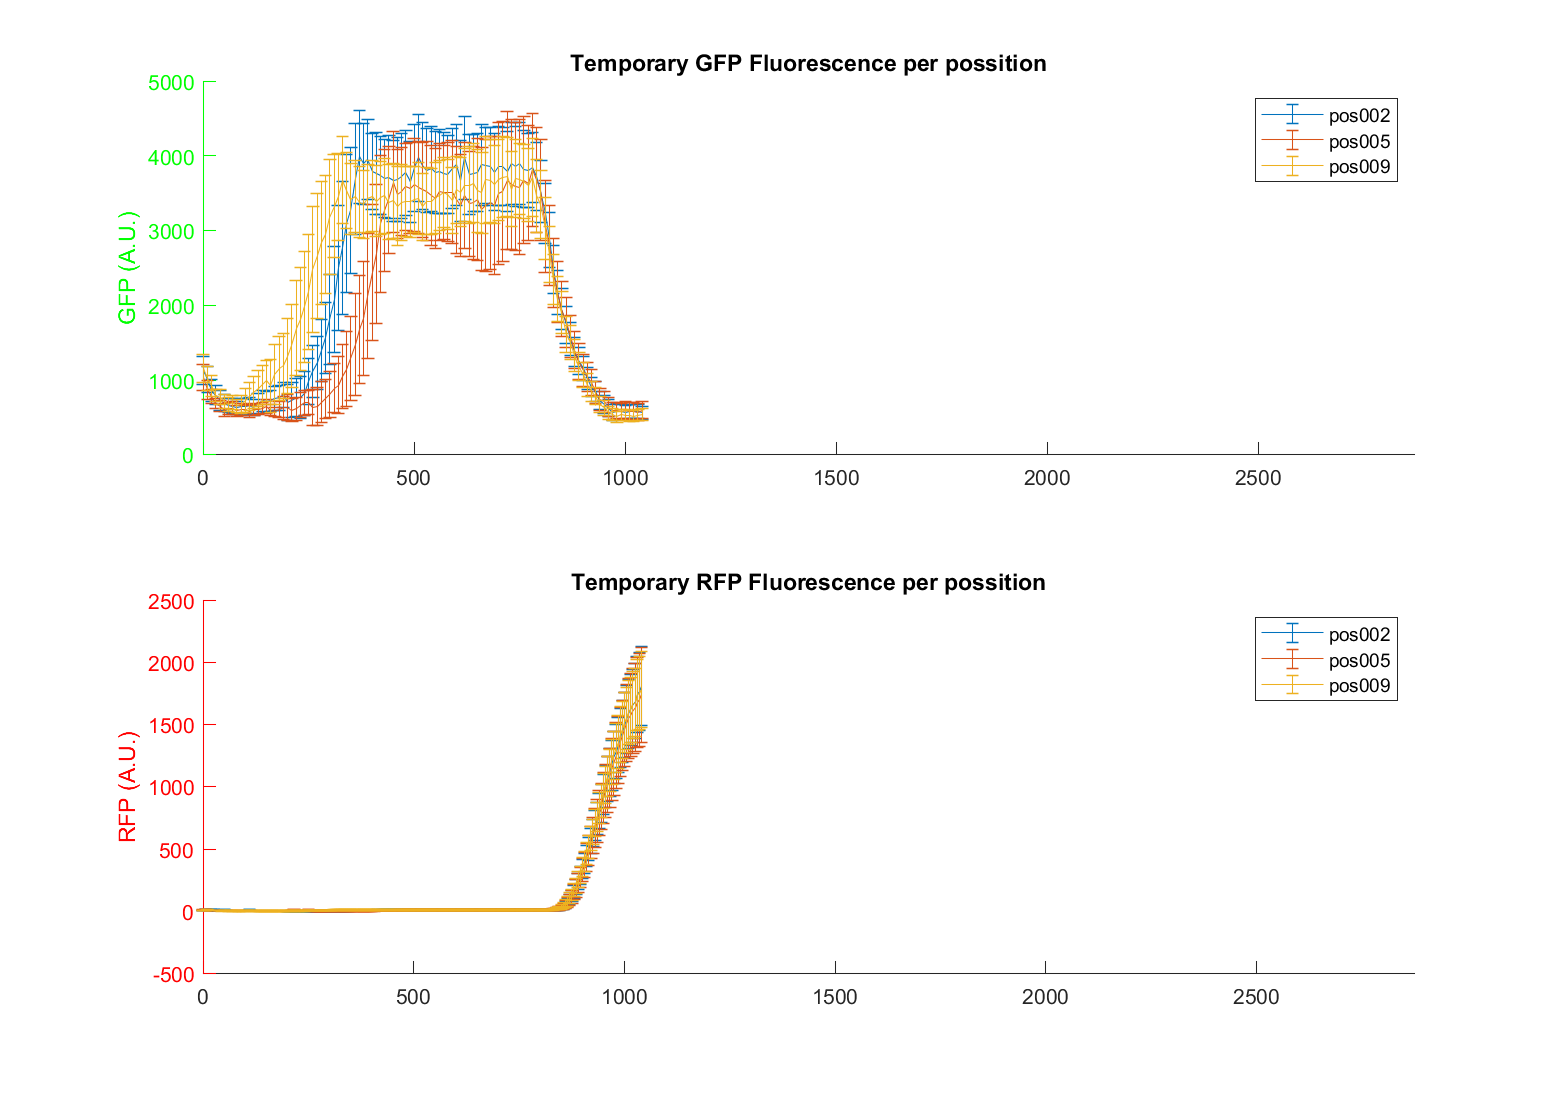 Temporary GFP Fluorescence per possition
5000
4000
3000
2000
1000
0
GFP (A.U.)
0 500 1000 1500 2000 2500
pos002
pos005
pos009
Temporary RFP Fluorescence per possition
2500
2000
1500
1000
500
0
-500
RFP (A.U.)
0 500 1000 1500 2000 2500
pos002
pos005
pos009